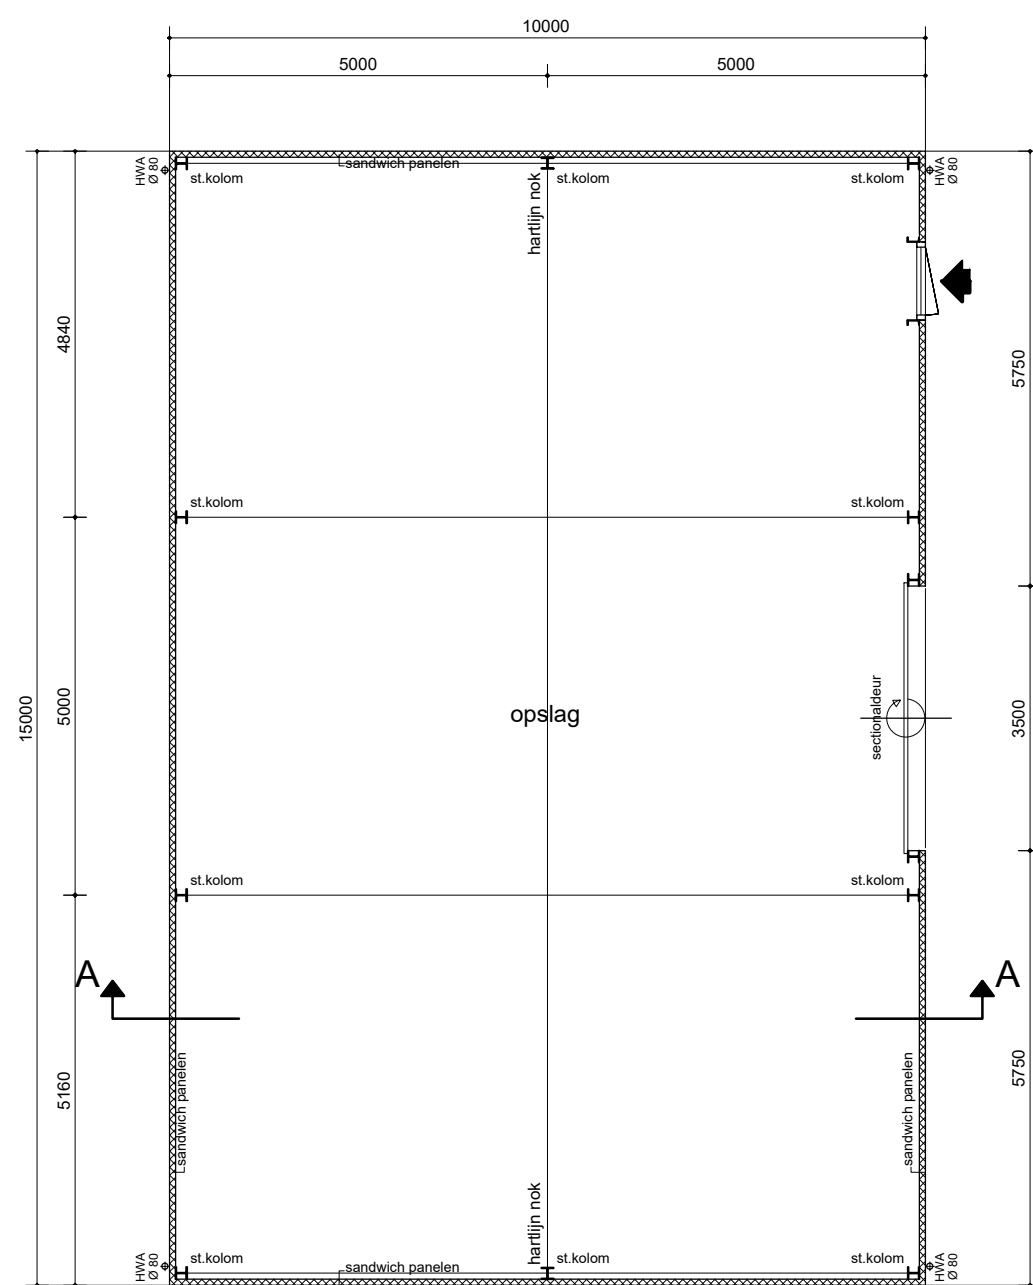 10000
5000
5000
HWA
Ø 80
sandwich panelen
HWA
Ø 80
st.kolom
st.kolom
st.kolom
hartlijn nok
4840
5750
st.kolom
st.kolom
15000
5000
opslag
sectionaldeur
3500
st.kolom
st.kolom
A
A
5160
sandwich panelen
sandwich panelen
5750
hartlijn nok
HWA
Ø 80
st.kolom
sandwich panelen
st.kolom
st.kolom
HWA
Ø 80